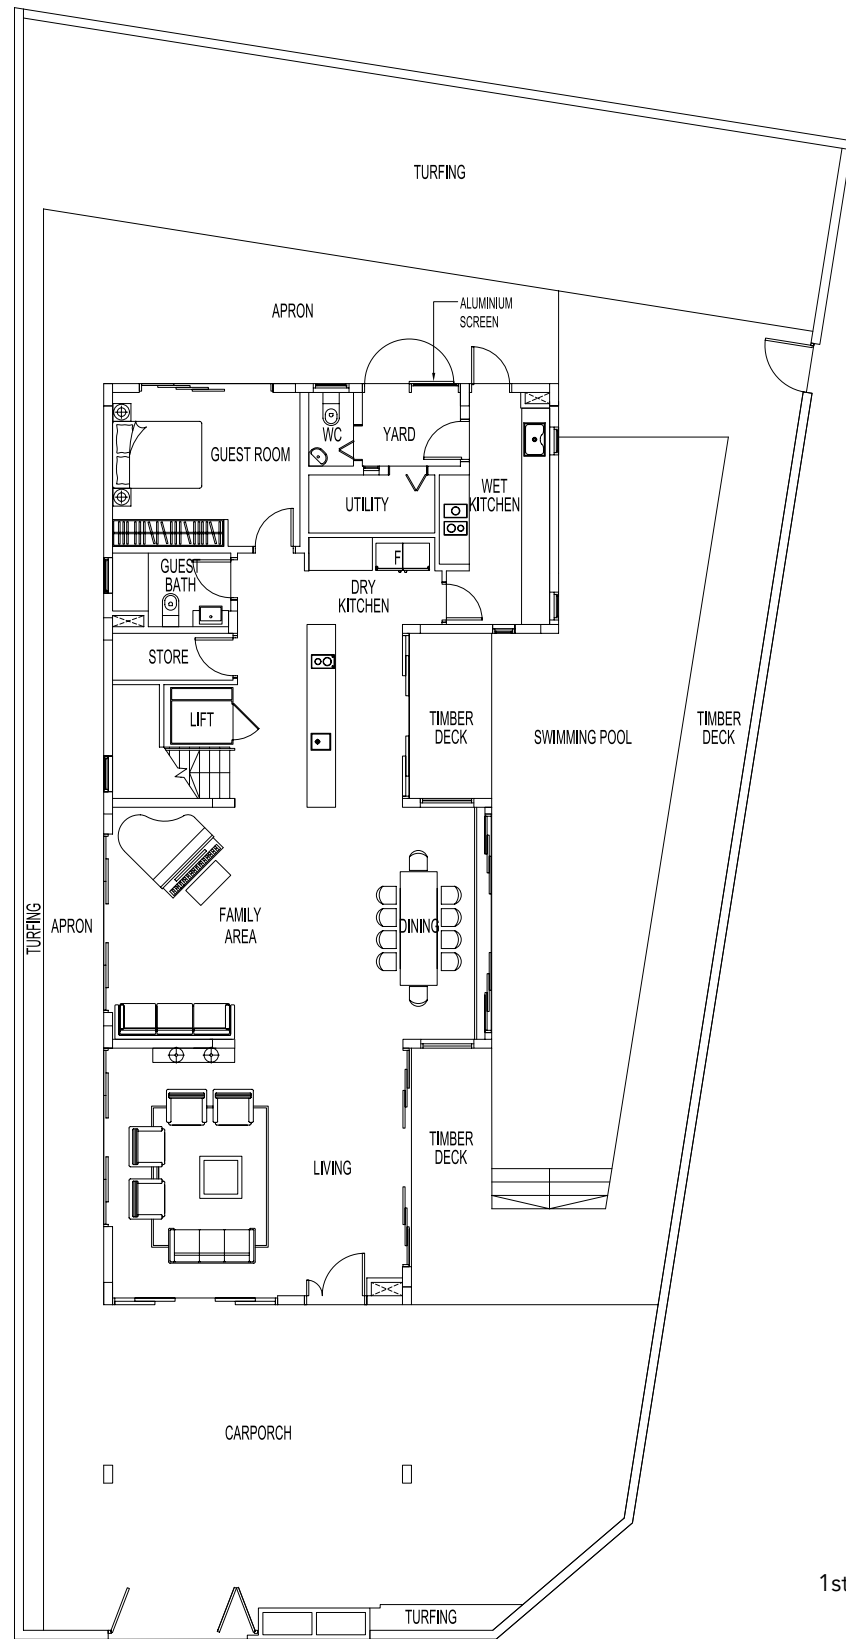 TURFING
APRON
ALUMINIUM
SCREEN
GUEST ROOM
WC
YARD
UTILITY
WET
KITCHEN
F
GUEST
BATH
DRY
KITCHEN
STORE
LIFT
TIMBER
DECK
SWIMMING POOL
TIMBER
DECK
FAMILY
AREA
DINING
TURFING
APRON
LIVING
TIMBER
DECK
CARPORCH
TURFING
1st